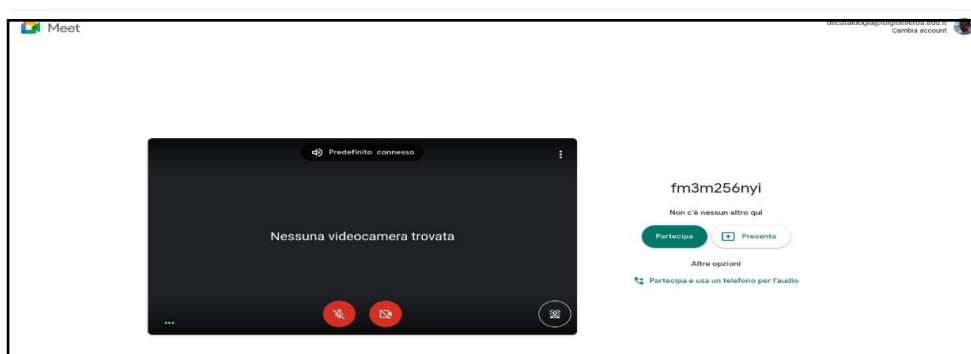 Meet
Cambia account
Predefinito connesso
Nessuna videocamera trovata
fm3m256nyi
Non c'è nessun altro qui
Partecipa
Presenta
Altre opzioni
Partecipa e usa un telefono per l'audio